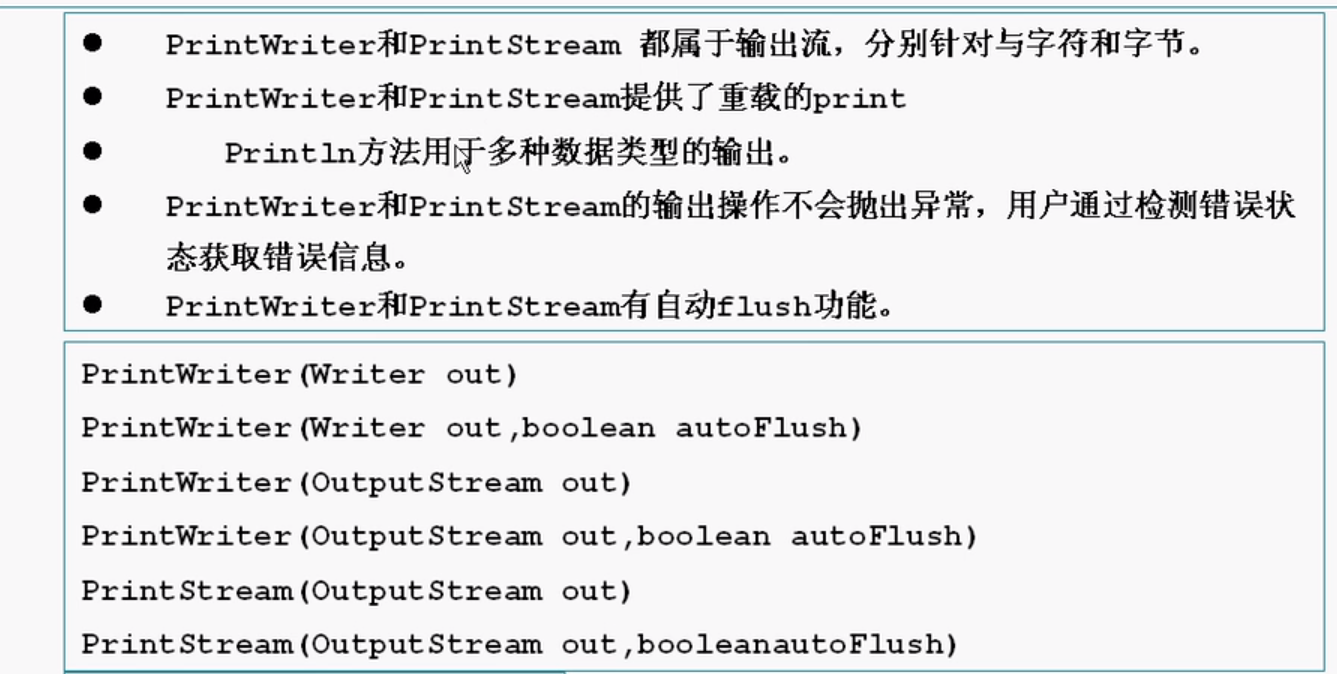 ● PrintWriter和PrintStream 都属于输出流，分别针对与字符和字节。
● PrintWriter和PrintStream提供了重载的print
● Println方法用于多种数据类型的输出。
● PrintWriter和PrintStream的输出操作不会抛出异常，用户通过检测错误状
态获取错误信息。
● PrintWriter和PrintStream有自动flush功能。
PrintWriter(Writer out)
PrintWriter(Writer out,boolean autoFlush)
PrintWriter(OutputStream out)
PrintWriter(OutputStream out,boolean autoFlush)
PrintStream(OutputStream out)
PrintStream(OutputStream out,booleanautoFlush)